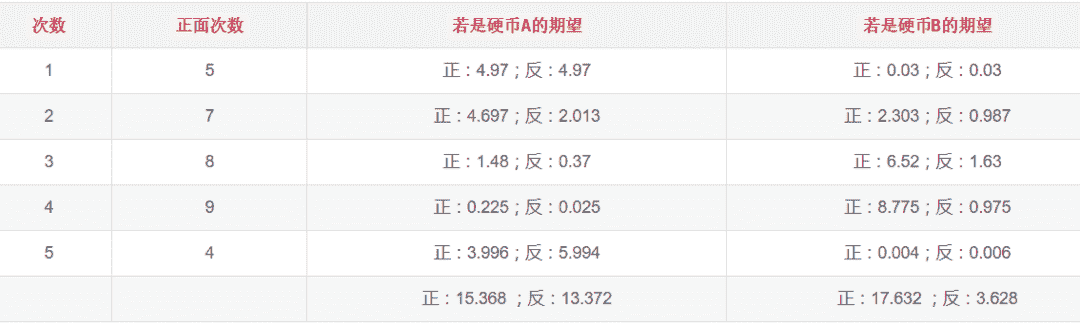 次数 正面次数 若是硬币A的期望 若是硬币B的期望
1 5 正：4.97；反：4.97 正：0.03；反：0.03
2 7 正：4.697；反：2.013 正：2.303；反：0.987
3 8 正：1.48；反：0.37 正：6.52；反：1.63
4 9 正：0.225；反：0.025 正：8.775；反：0.975
5 4 正：3.996；反：5.994 正：0.004；反：0.006
正：15.368 ；反：13.372 正：17.632 ；反：3.628